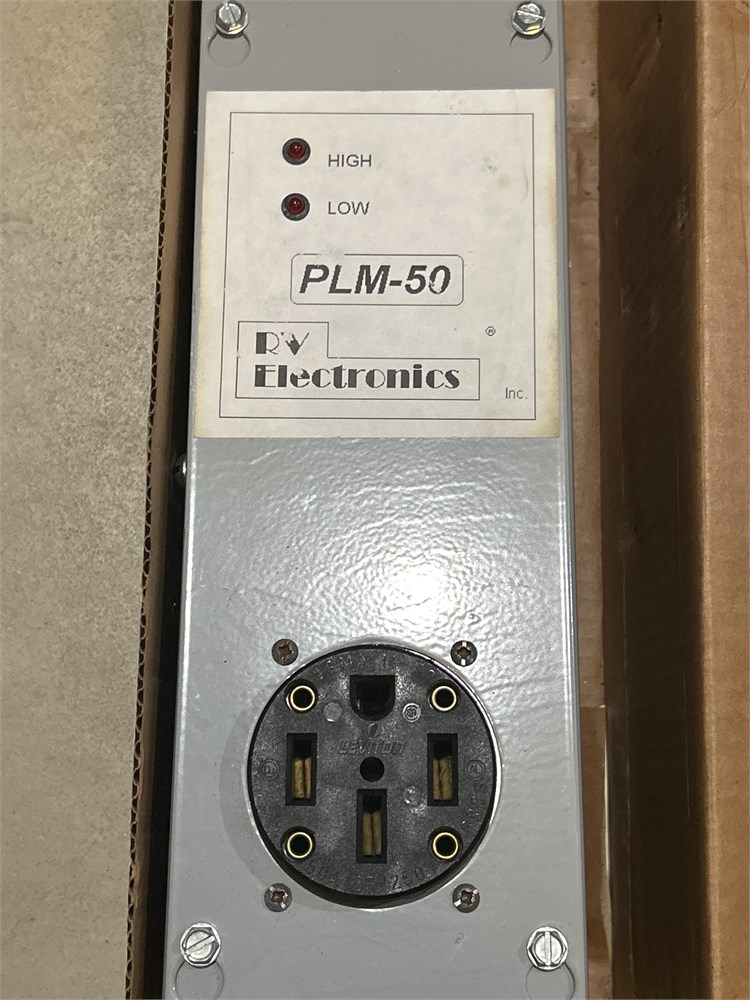 HIGH
LOW
PLM-50
RV
®
Electronics
Inc.
LEVITON